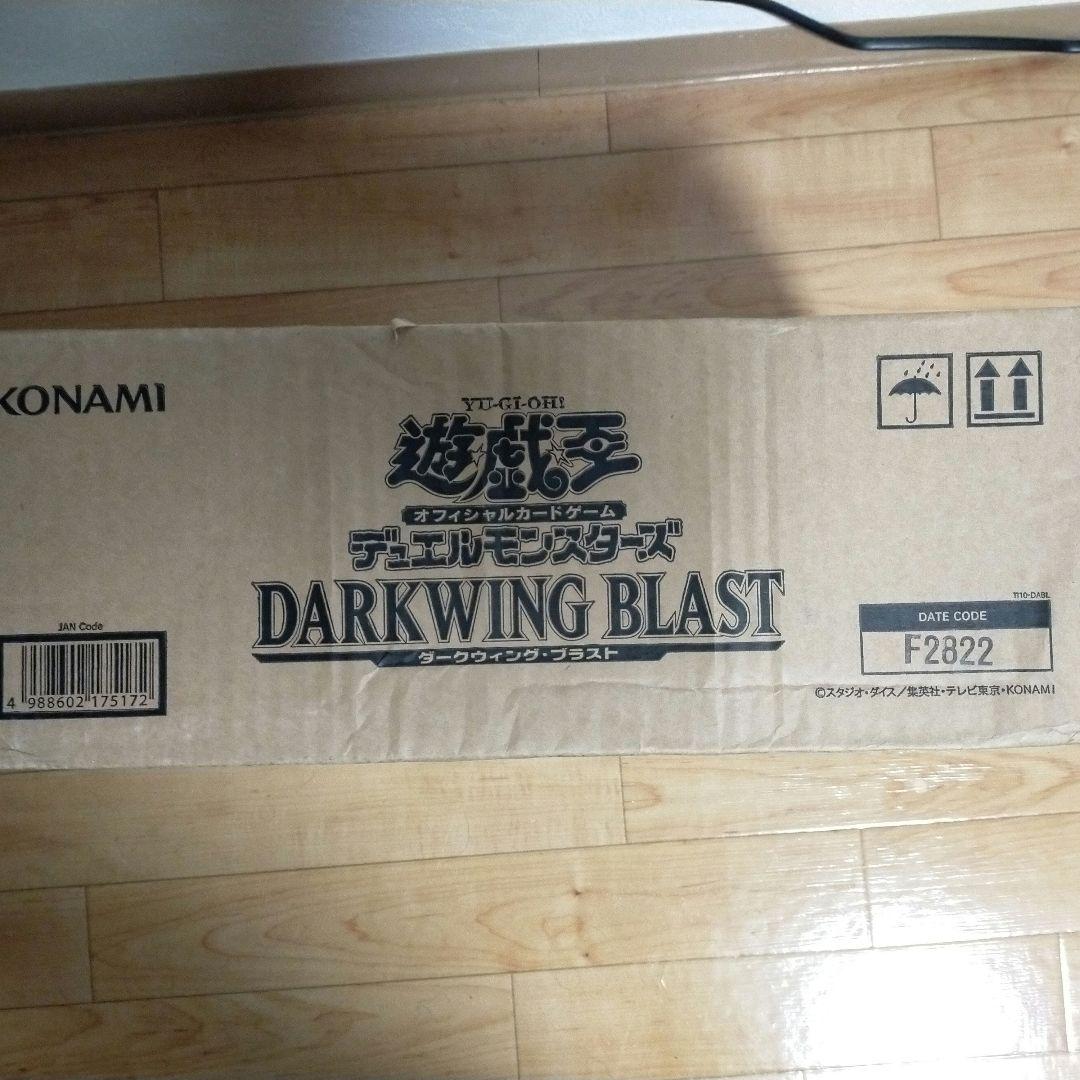 KONAMI
YU-GI-OH!
遊戯王
オフィシャルカードゲーム
デュエルモンスターズ
DARKWING BLAST
ダークウィング・ブラスト
JAN Code
4 988602 175172
TI10-DABL
DATE CODE
F2822
©スタジオ・ダイス／集英社・テレビ東京・KONAMI